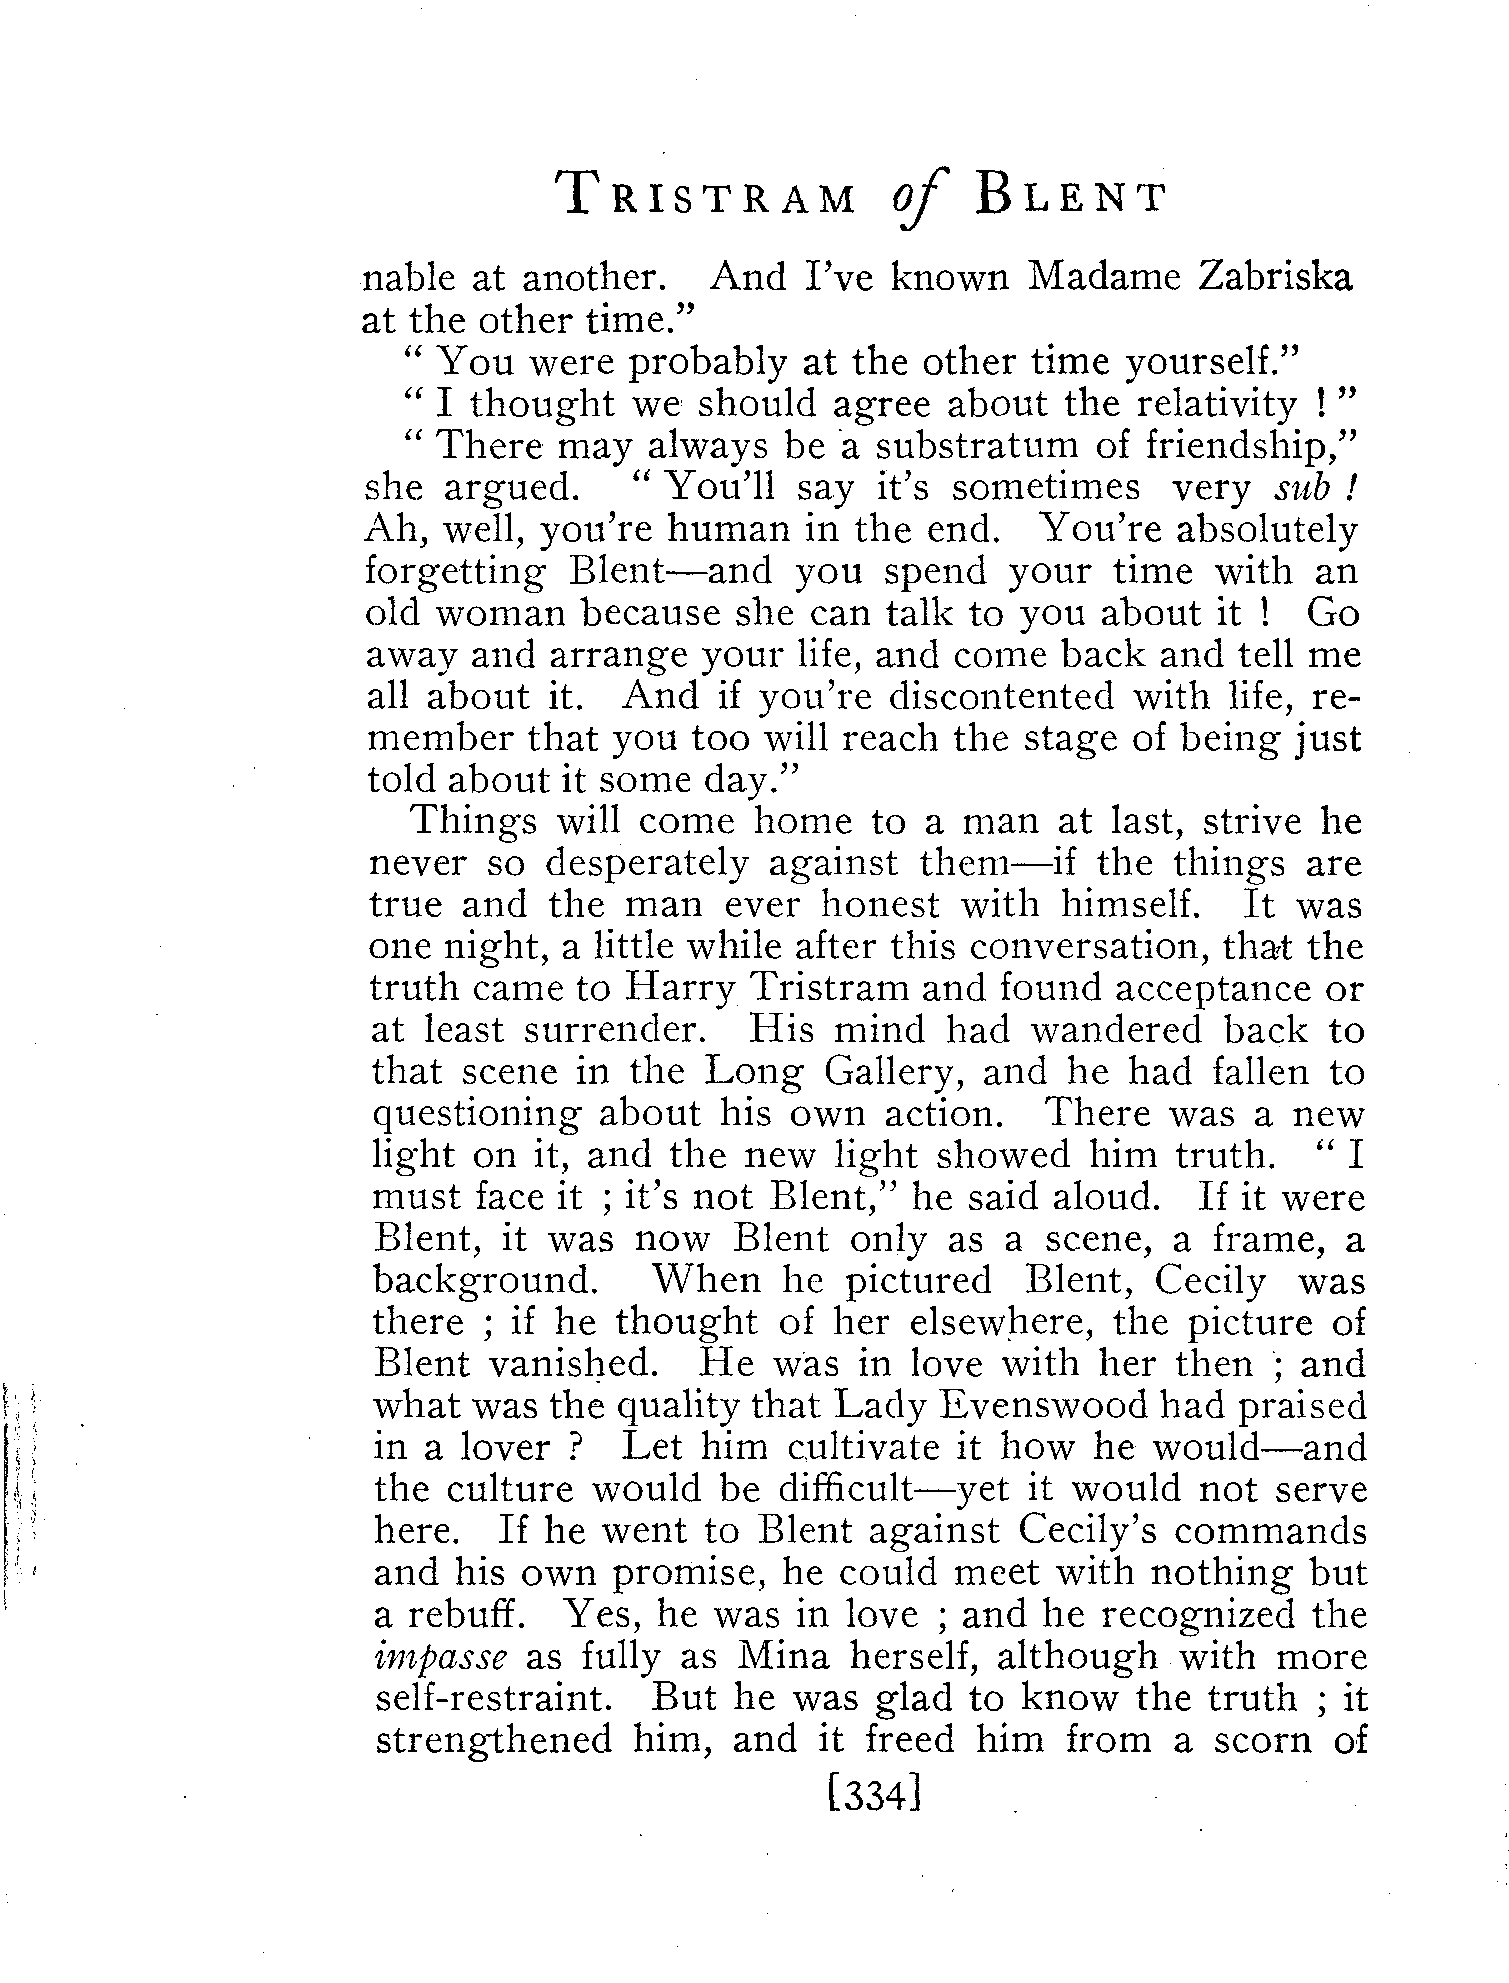 TRISTRAM of BLENT
nable at another. And I've known Madame Zabriska
at the other time."
" You were probably at the other time yourself."
" I thought we should agree about the relativity ! "
" There may always be a substratum of friendship,"
she argued. " You'll say it's sometimes very sub !
Ah, well, you're human in the end. You're absolutely
forgetting Blent—and you spend your time with an
old woman because she can talk to you about it ! Go
away and arrange your life, and come back and tell me
all about it. And if you're discontented with life, re-
member that you too will reach the stage of being just
told about it some day."
Things will come home to a man at last, strive he
never so desperately against them—if the things are
true and the man ever honest with himself. It was
one night, a little while after this conversation, that the
truth came to Harry Tristram and found acceptance or
at least surrender. His mind had wandered back to
that scene in the Long Gallery, and he had fallen to
questioning about his own action. There was a new
light on it, and the new light showed him truth. " I
must face it ; it's not Blent," he said aloud. If it were
Blent, it was now Blent only as a scene, a frame, a
background. When he pictured Blent, Cecily was
there ; if he thought of her elsewhere, the picture of
Blent vanished. He was in love with her then ; and
what was the quality that Lady Evenswood had praised
in a lover ? Let him cultivate it how he would—and
the culture would be difficult—yet it would not serve
here. If he went to Blent against Cecily's commands
and his own promise, he could meet with nothing but
a rebuff. Yes, he was in love ; and he recognized the
impasse as fully as Mina herself, although with more
self-restraint. But he was glad to know the truth ; it
strengthened him, and it freed him from a scorn of
[334]